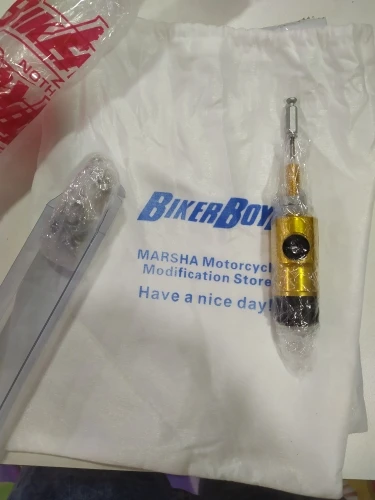 BIKERBOY
MARSHA Motorcycl
Modification Store
Have a nice day!